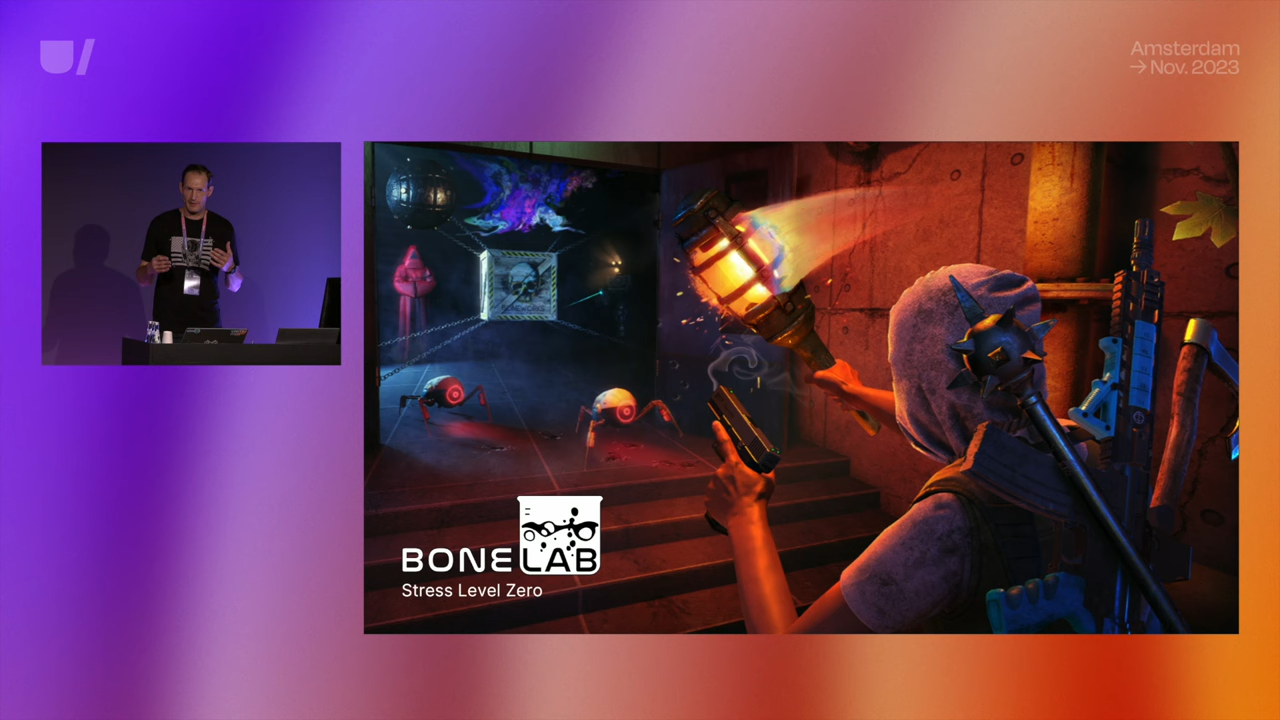 U/
Amsterdam
→ Nov. 2023
BONELAB
Stress Level Zero